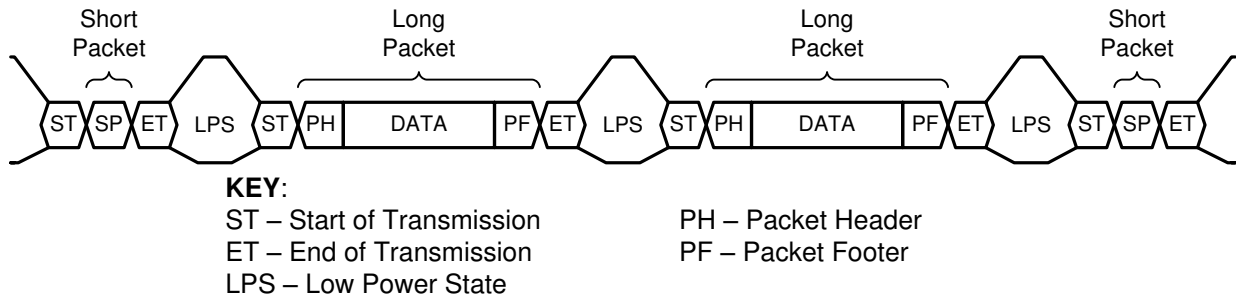 Short Packet
Long Packet
Long Packet
Short Packet
ST SP ET LPS ST PH DATA PF ET LPS ST PH DATA PF ET LPS ST SP ET
KEY:
ST – Start of Transmission
ET – End of Transmission
LPS – Low Power State
PH – Packet Header
PF – Packet Footer